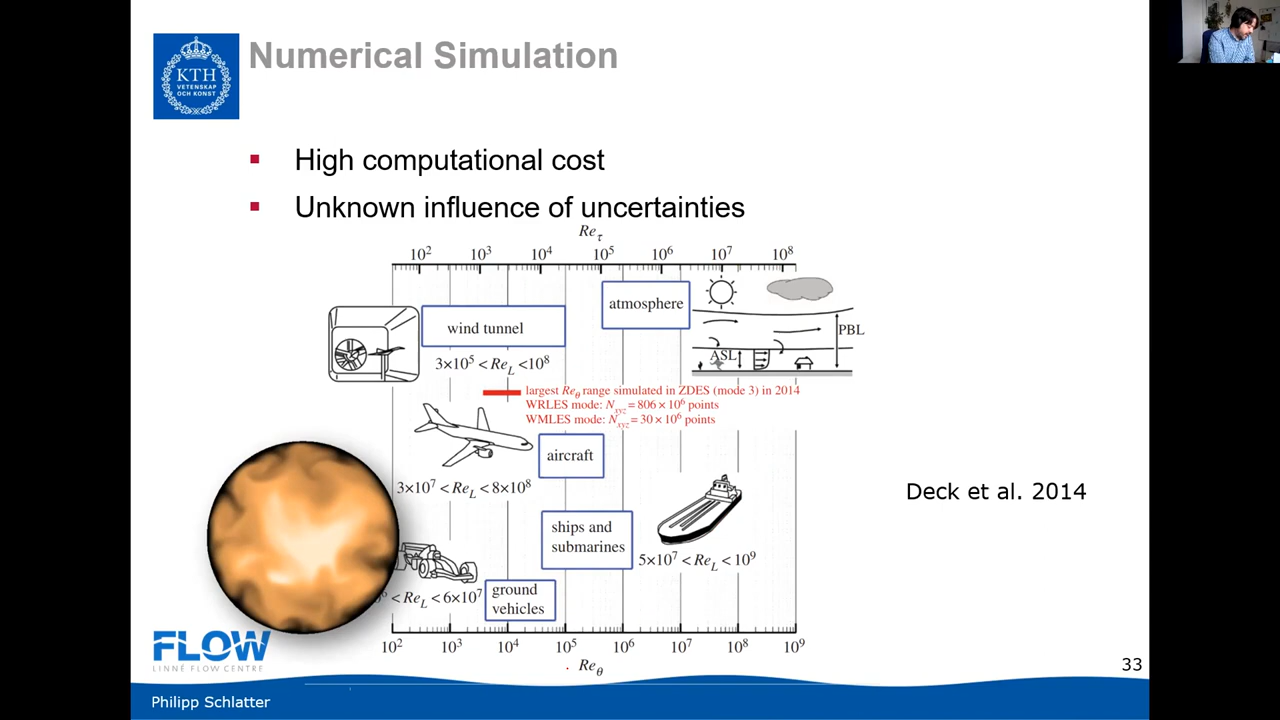 KTH
VETENSKAP
OCH KONST
Numerical Simulation
▪ High computational cost
▪ Unknown influence of uncertainties
Re_τ
10² 10³ 10⁴ 10⁵ 10⁶ 10⁷ 10⁸
atmosphere
wind tunnel
PBL
ASL
3×10⁵ < Re_L <10⁸
largest Re_θ range simulated in ZDES (mode 3) in 2014
WRLES mode: N_xyz = 806 × 10⁶ points
WMLES mode: N_xyz = 30 × 10⁶ points
aircraft
3×10⁷ < Re_L < 8×10⁸
Deck et al. 2014
ships and
submarines
5×10⁷ < Re_L < 10⁹
< Re_L < 6×10⁷
ground
vehicles
10² 10³ 10⁴ 10⁵ 10⁶ 10⁷ 10⁸ 10⁹
Re_θ
FLOW
LINNÉ FLOW CENTRE
33
Philipp Schlatter